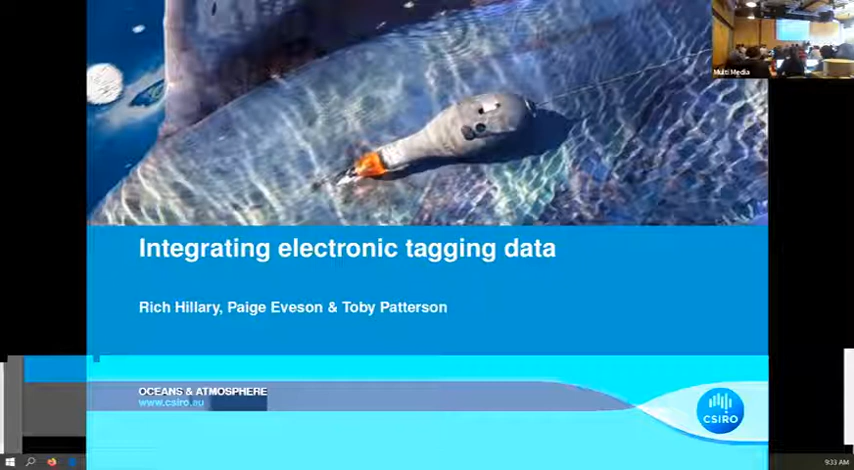 Multi Media
Integrating electronic tagging data
Rich Hillary, Paige Eveson & Toby Patterson
OCEANS & ATMOSPHERE
www.csiro.au
CSIRO
9:33 AM